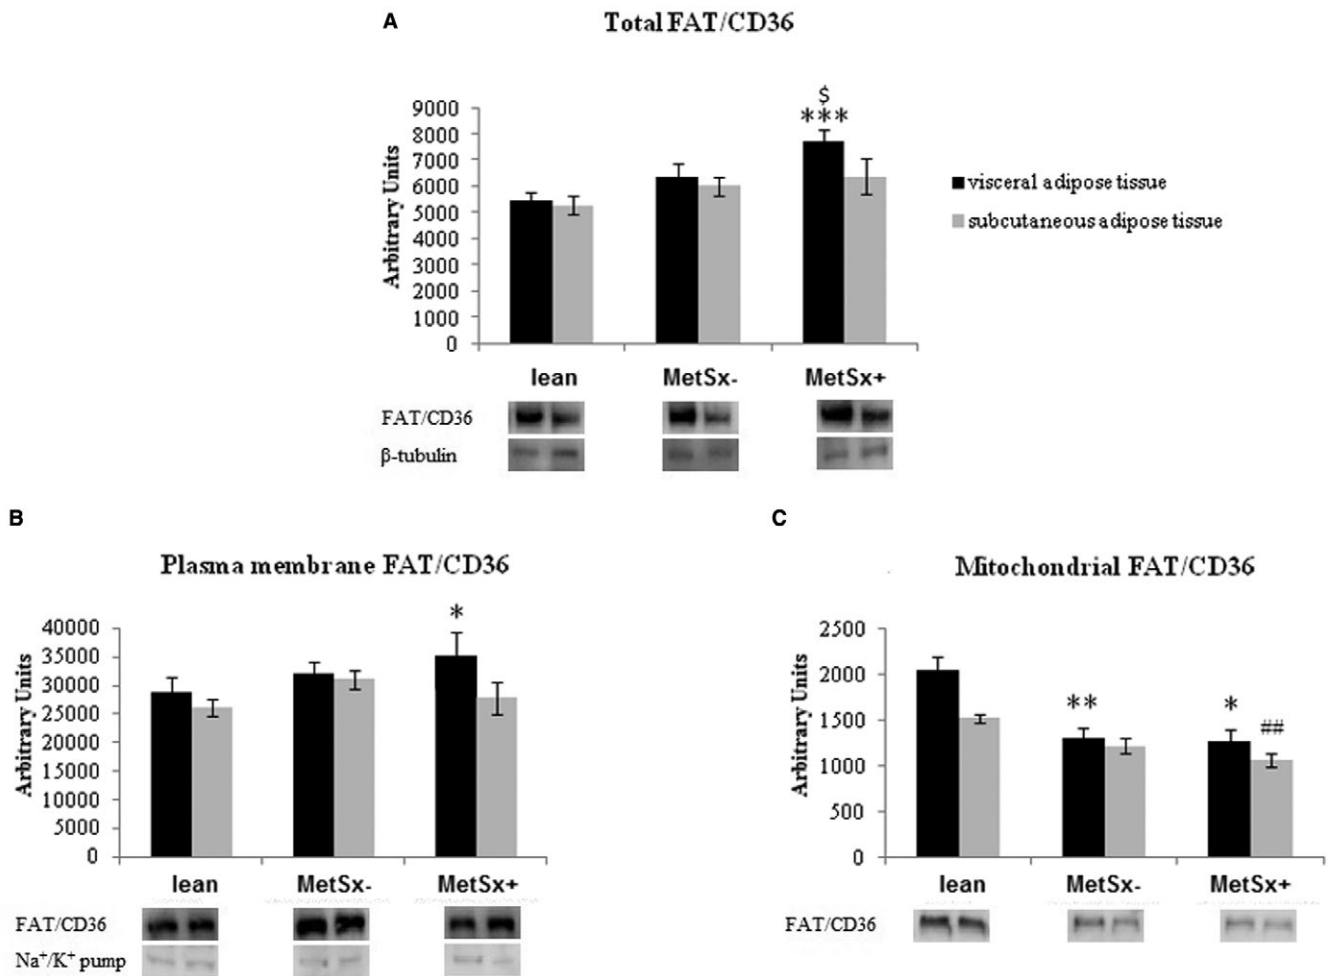 A
Total FAT/CD36
$
***
9000
8000
7000
6000
5000
4000
3000
2000
1000
0
Arbitrary Units
visceral adipose tissue
subcutaneous adipose tissue
lean MetSx- MetSx+
FAT/CD36
β-tubulin
B
Plasma membrane FAT/CD36
*
40000
35000
30000
25000
20000
15000
10000
5000
0
Arbitrary Units
lean MetSx- MetSx+
FAT/CD36
Na⁺/K⁺ pump
C
Mitochondrial FAT/CD36
2500
2000
1500
1000
500
0
Arbitrary Units
** * ##
lean MetSx- MetSx+
FAT/CD36